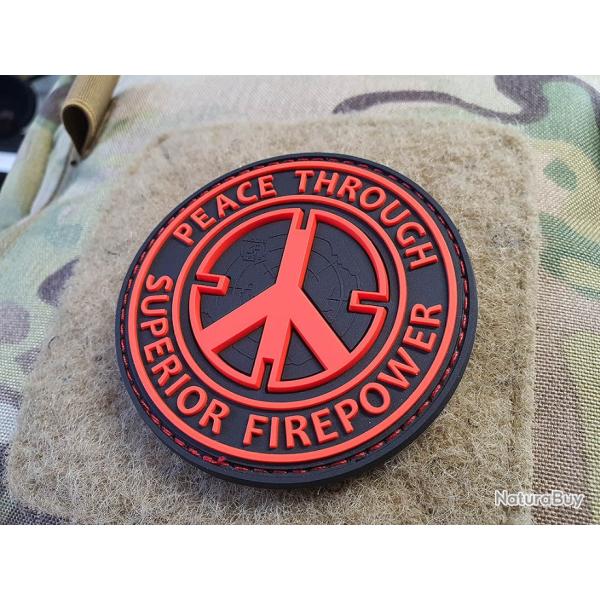 PEACE THROUGH
SUPERIOR FIREPOWER
NaturaBuy